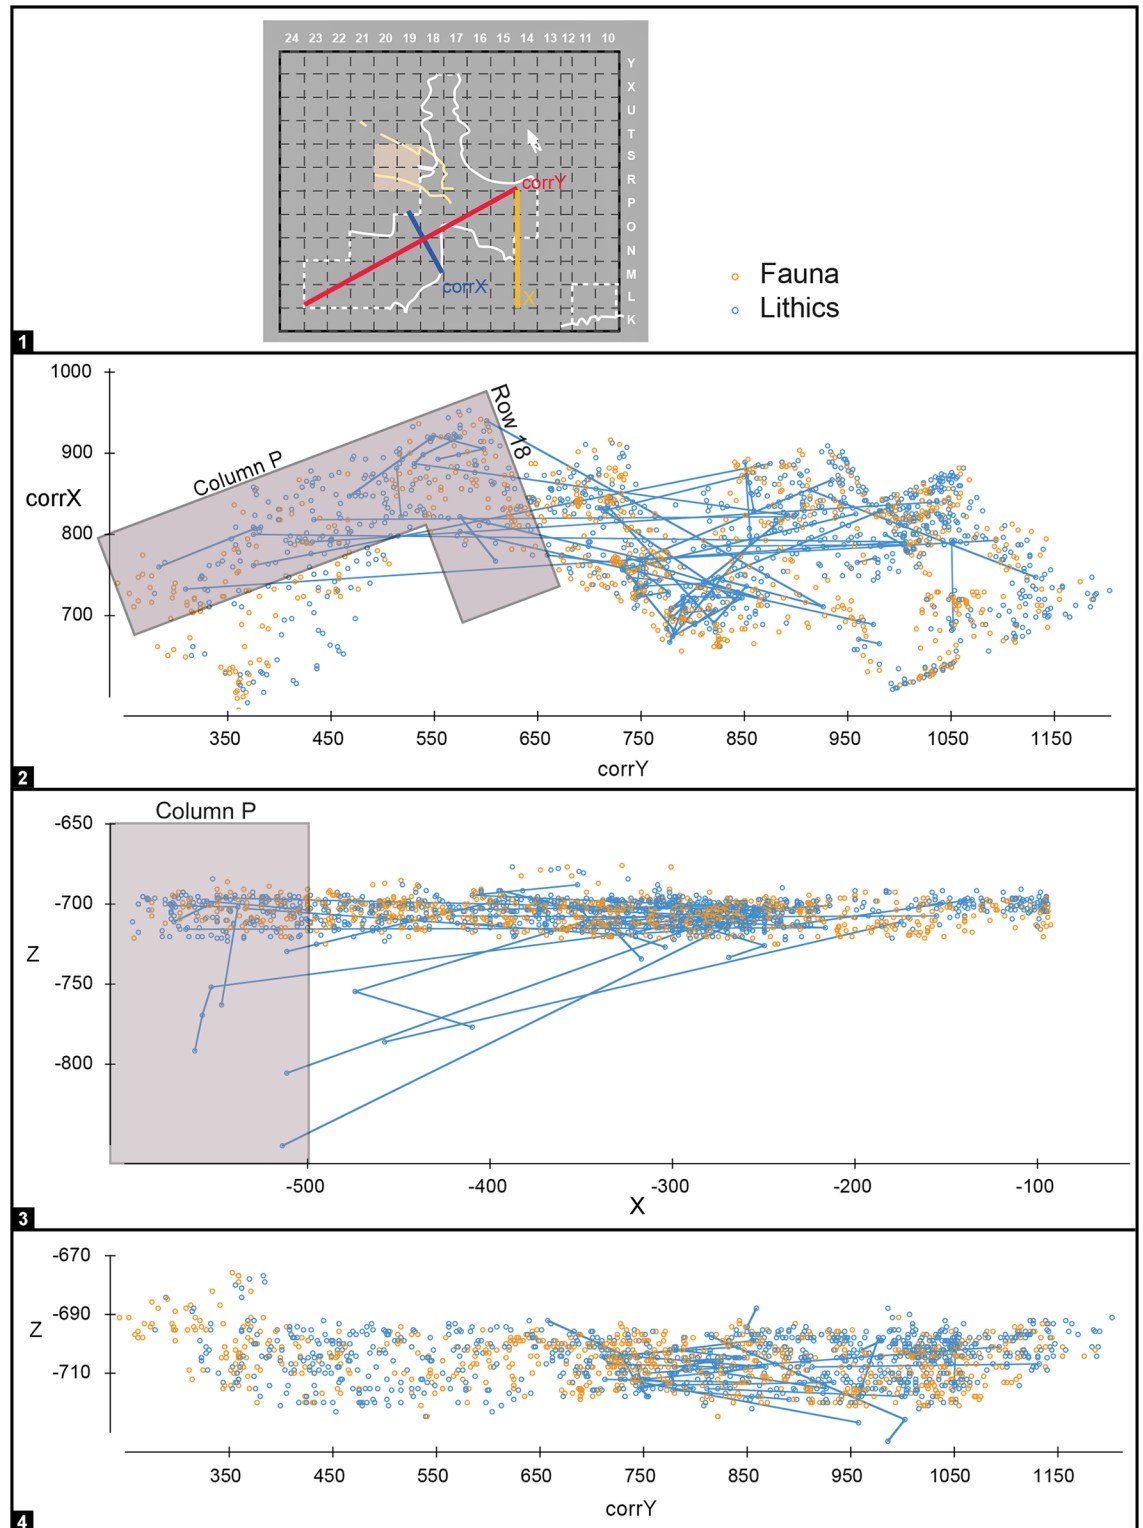 24 23 22 21 20 19 18 17 16 15 14 13 12 11 10
Y
X
U
T
S
R
P
O
N
M
L
K
corrY
corrX
X
Fauna
Lithics
1
1000
900
800
700
corrX
Column P
Row 18
350 450 550 650 750 850 950 1050 1150
corrY
2
Column P
-650
-700
-750
-800
Z
-500 -400 -300 -200 -100
X
3
-670
-690
-710
Z
350 450 550 650 750 850 950 1050 1150
corrY
4